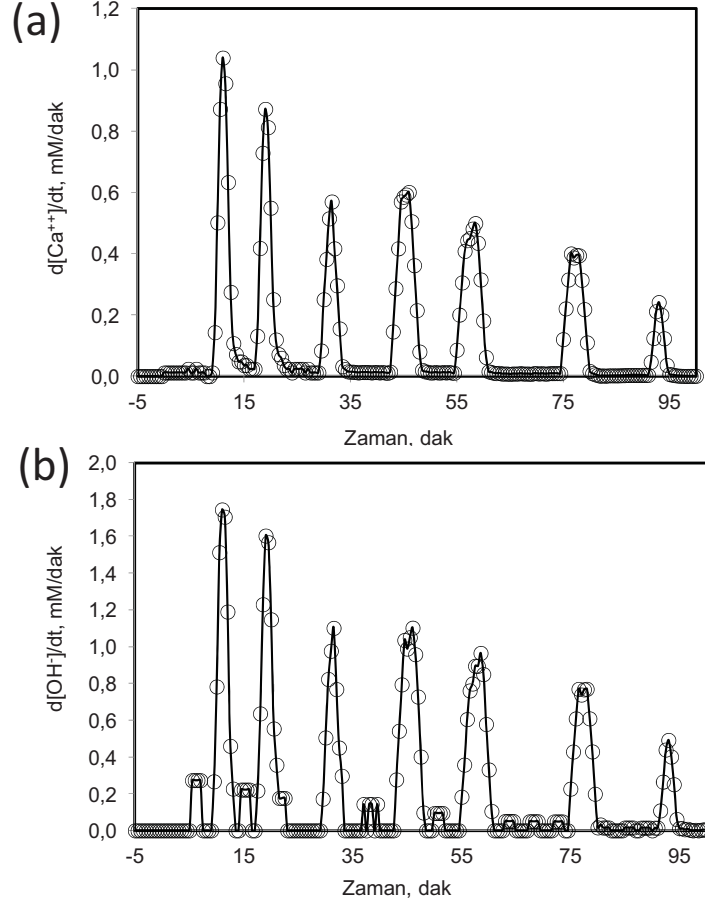 (a)
1,2
1,0
0,8
0,6
0,4
0,2
0,0
d[Ca⁺⁺]/dt, mM/dak
-5 15 35 55 75 95
Zaman, dak
(b)
2,0
1,8
1,6
1,4
1,2
1,0
0,8
0,6
0,4
0,2
0,0
d[OH⁻]/dt, mM/dak
-5 15 35 55 75 95
Zaman, dak